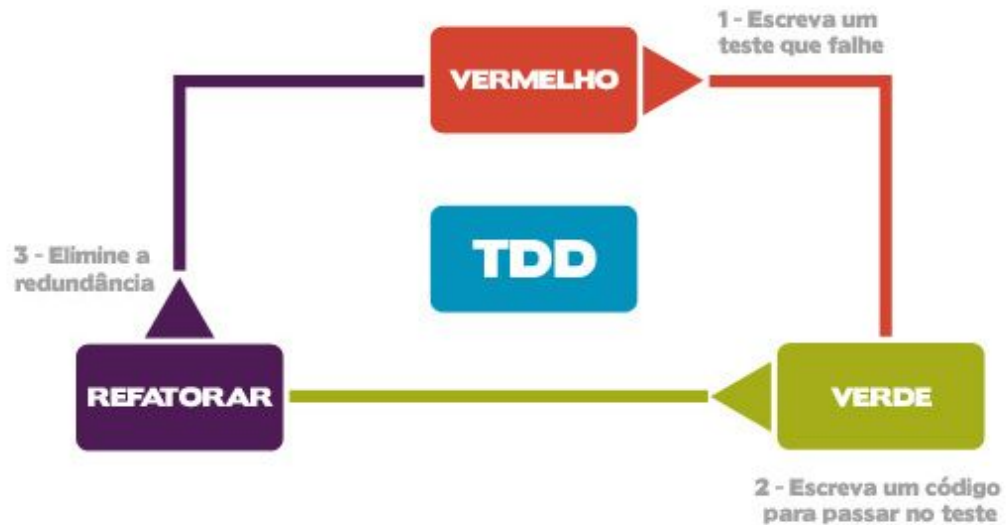 1 - Escreva um
teste que falhe
VERMELHO
TDD
3 - Elimine a
redundância
REFATORAR
VERDE
2 - Escreva um código
para passar no teste